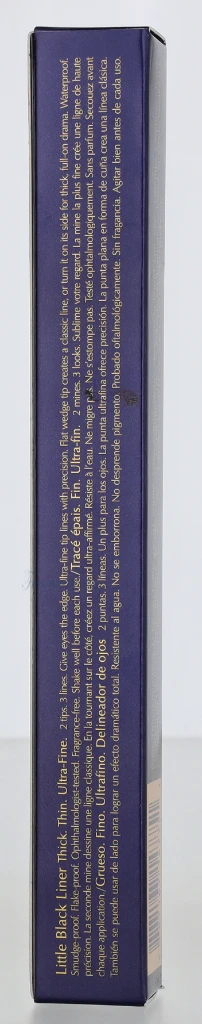 Little Black Liner Thick. Thin. Ultra-Fine. 2 tips. 3 lines. Give eyes the edge. Ultra-fine tip lines with precision. Flat wedge tip creates a classic line, or turn it on its side for thick, full-on drama. Waterproof.
Smudge-proof. Flake-proof. Ophthalmologist-tested. Fragrance-free. Shake well before each use./Tracé épais. Fin. Ultra-fin. 2 mines. 3 looks. Sublime votre regard. La mine la plus fine crée une ligne de haute
précision. La seconde mine dessine une ligne classique. En la tournant sur le côté, créez un regard ultra-affirmé. Résiste à l'eau. Ne migre pas. Ne s'estompe pas. Testé ophtalmologiquement. Sans parfum. Secouez avant
chaque application./Grueso. Fino. Ultrafino. Delineador de ojos 2 puntas. 3 líneas. Un plus para los ojos. La punta ultrafina ofrece precisión. La punta plana en forma de cuña crea una línea clásica.
También se puede usar de lado para lograr un efecto dramático total. Resistente al agua. No se emborrona. No desprende pigmento. Probado oftalmológicamente. Sin fragancia. Agitar bien antes de cada uso.